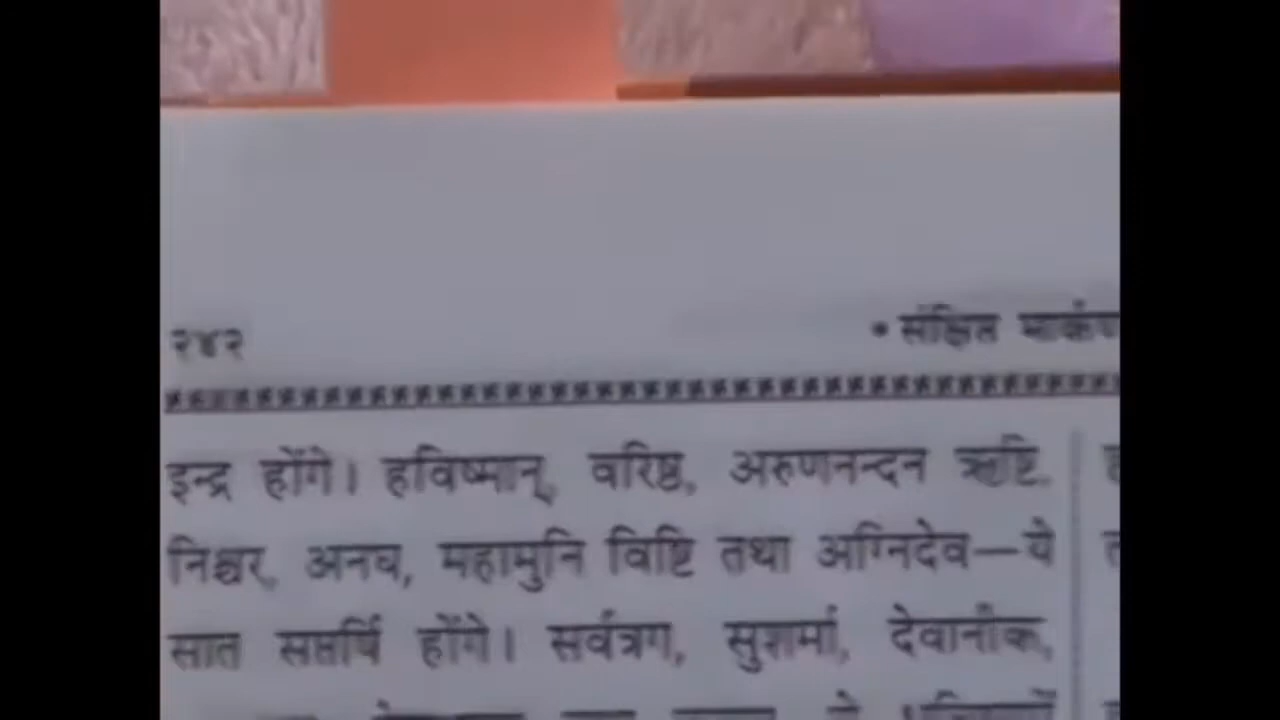 २४२
• संक्षिप्त
इन्द्र होंगे। हविष्मान्, वरिष्ठ, अरुणनन्दन ऋष्टि,
निश्चर, अनघ, महामुनि विष्टि तथा अग्निदेव—ये
सात सप्तर्षि होंगे। सर्वत्रग, सुशर्मा, देवानीक,